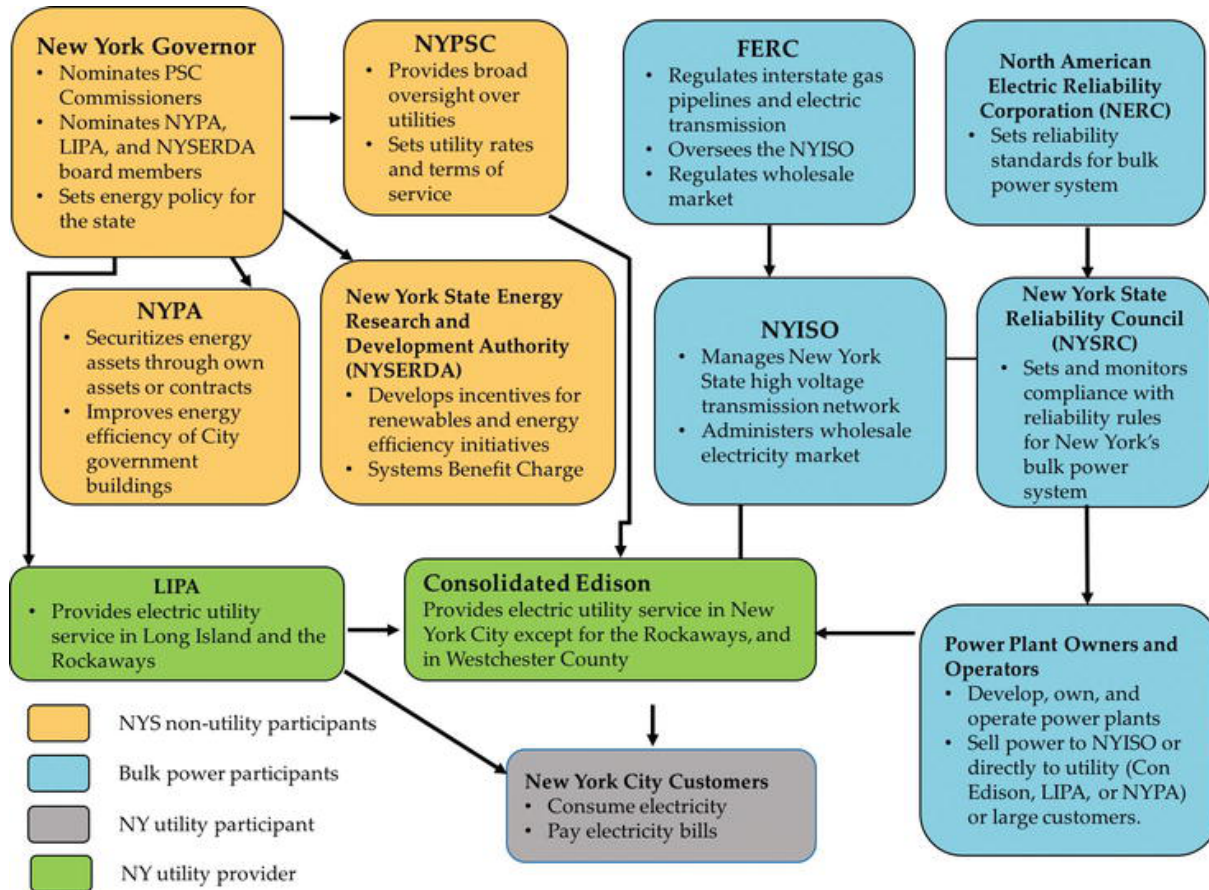 New York Governor
• Nominates PSC
Commissioners
• Nominates NYPA,
LIPA, and NYSERDA
board members
• Sets energy policy for
the state
NYPSC
• Provides broad
oversight over
utilities
• Sets utility rates
and terms of
service
FERC
• Regulates interstate gas
pipelines and electric
transmission
• Oversees the NYISO
• Regulates wholesale
market
North American
Electric Reliability
Corporation (NERC)
• Sets reliability
standards for bulk
power system
NYPA
• Securitizes energy
assets through own
assets or contracts
• Improves energy
efficiency of City
government
buildings
New York State Energy
Research and
Development Authority
(NYSERDA)
• Develops incentives for
renewables and energy
efficiency initiatives
• Systems Benefit Charge
NYISO
• Manages New York
State high voltage
transmission network
• Administers wholesale
electricity market
New York State
Reliability Council
(NYSRC)
• Sets and monitors
compliance with
reliability rules
for New York's
bulk power
system
LIPA
• Provides electric utility
service in Long Island and the
Rockaways
Consolidated Edison
Provides electric utility service in New
York City except for the Rockaways, and
in Westchester County
Power Plant Owners and
Operators
• Develop, own, and
operate power plants
• Sell power to NYISO or
directly to utility (Con
Edison, LIPA, or NYPA)
or large customers.
New York City Customers
• Consume electricity
• Pay electricity bills
NYS non-utility participants
Bulk power participants
NY utility participant
NY utility provider